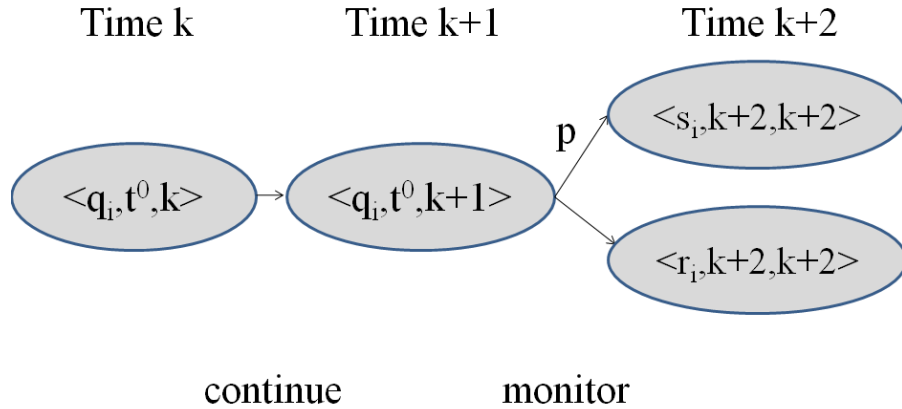 Time k Time k+1 Time k+2
<s_i,k+2,k+2>
p
<q_i,t^0,k> <q_i,t^0,k+1>
<r_i,k+2,k+2>
continue monitor